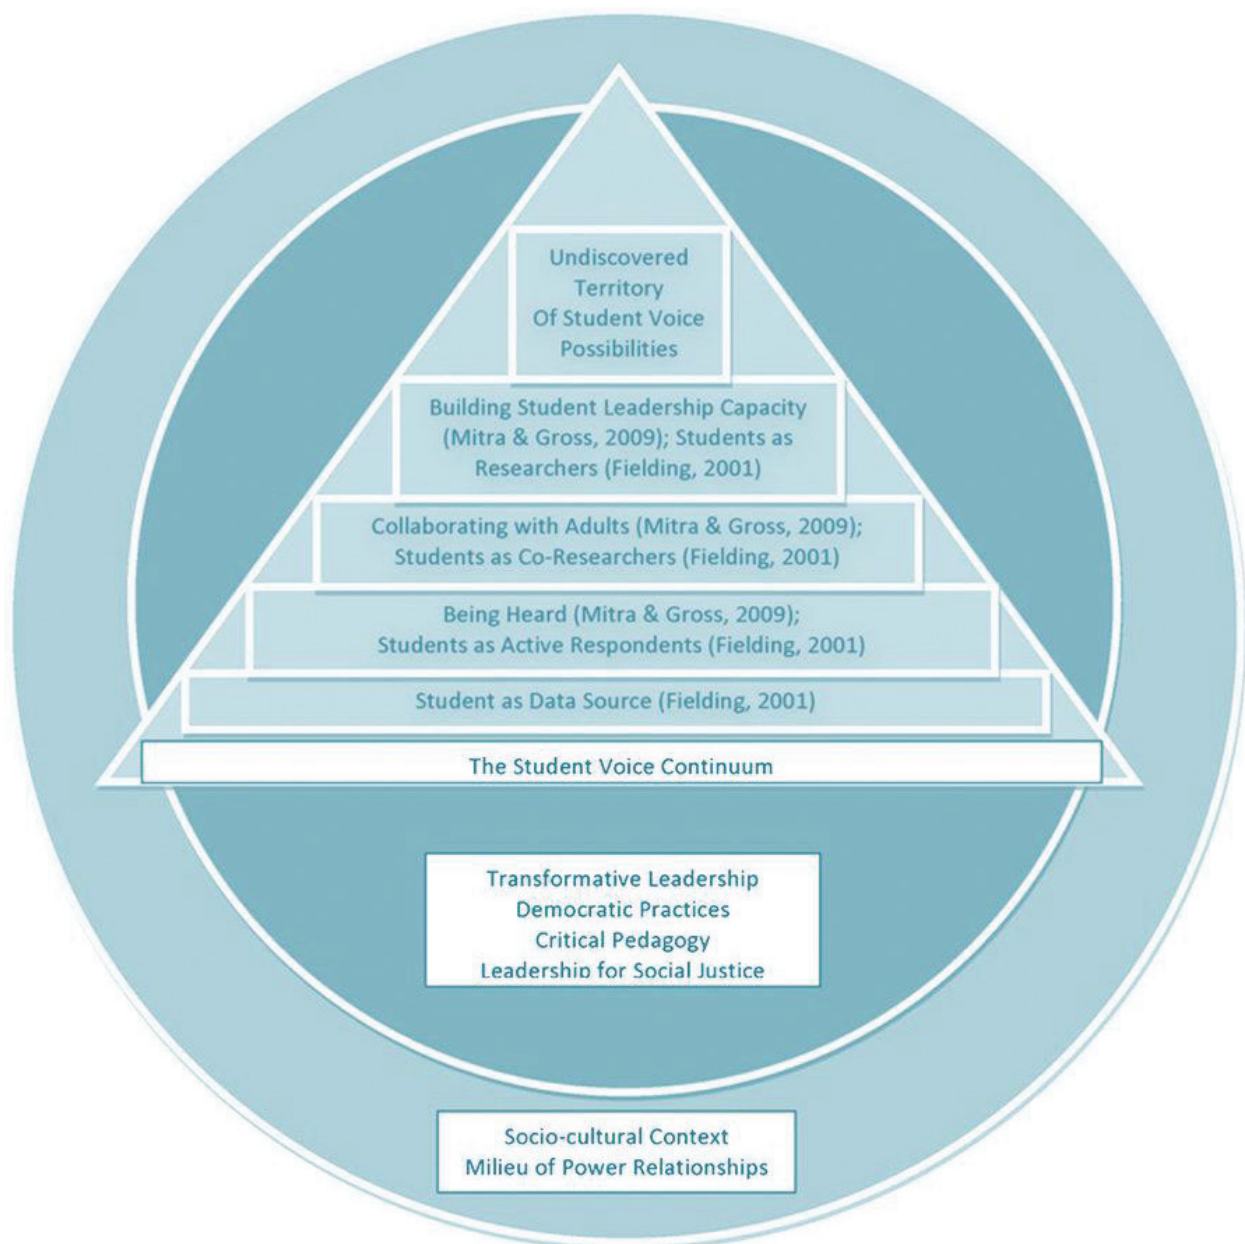 Undiscovered
Territory
Of Student Voice
Possibilities
Building Student Leadership Capacity
(Mitra & Gross, 2009); Students as
Researchers (Fielding, 2001)
Collaborating with Adults (Mitra & Gross, 2009);
Students as Co-Researchers (Fielding, 2001)
Being Heard (Mitra & Gross, 2009);
Students as Active Respondents (Fielding, 2001)
Student as Data Source (Fielding, 2001)
The Student Voice Continuum
Transformative Leadership
Democratic Practices
Critical Pedagogy
Leadership for Social Justice
Socio-cultural Context
Milieu of Power Relationships